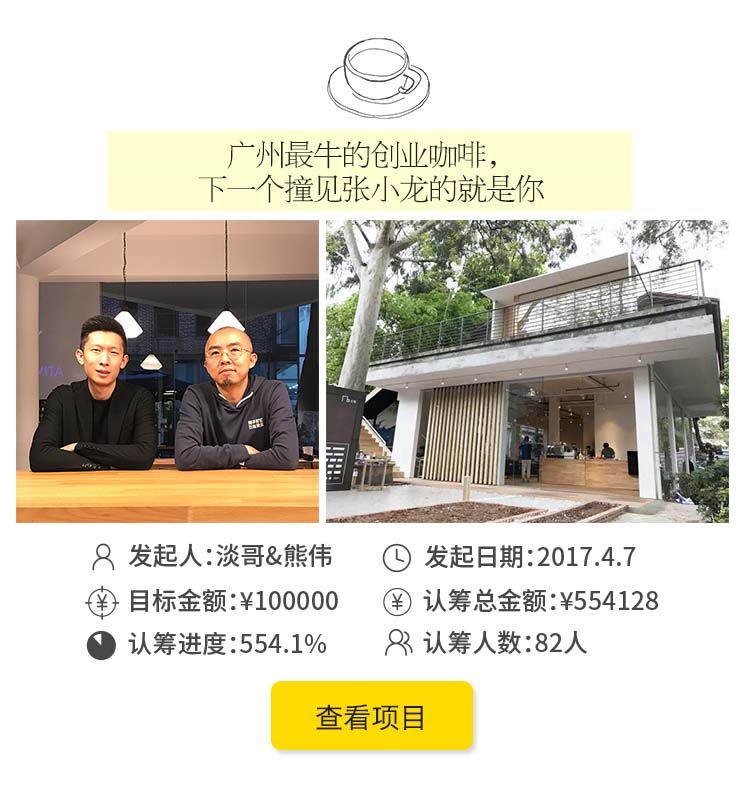 广州最牛的创业咖啡，
下一个撞见张小龙的就是你
VITA
发起人：淡哥&熊伟
发起日期：2017.4.7
目标金额：¥100000
认筹总金额：¥554128
认筹进度：554.1%
认筹人数：82人
查看项目